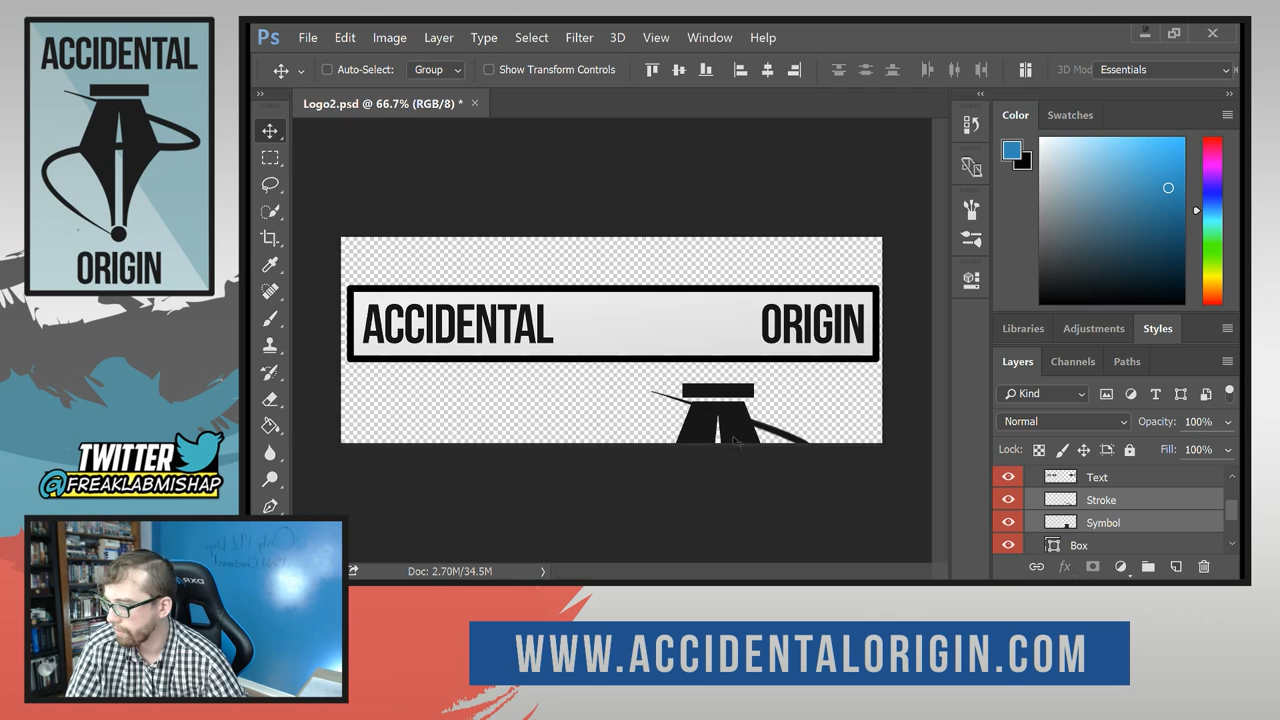 ACCIDENTAL
ORIGIN
TWITTER
@FREAKLABMISHAP
Ps File Edit Image Layer Type Select Filter 3D View Window Help
Auto-Select: Group Show Transform Controls 3D Mod Essentials
Logo2.psd @ 66.7% (RGB/8) * ×
ACCIDENTAL ORIGIN
Doc: 2.70M/34.5M
Color Swatches
Libraries Adjustments Styles
Layers Channels Paths
Kind
Normal Opacity: 100%
Lock: Fill: 100%
Text
Stroke
Symbol
Box
fx
WWW.ACCIDENTALORIGIN.COM